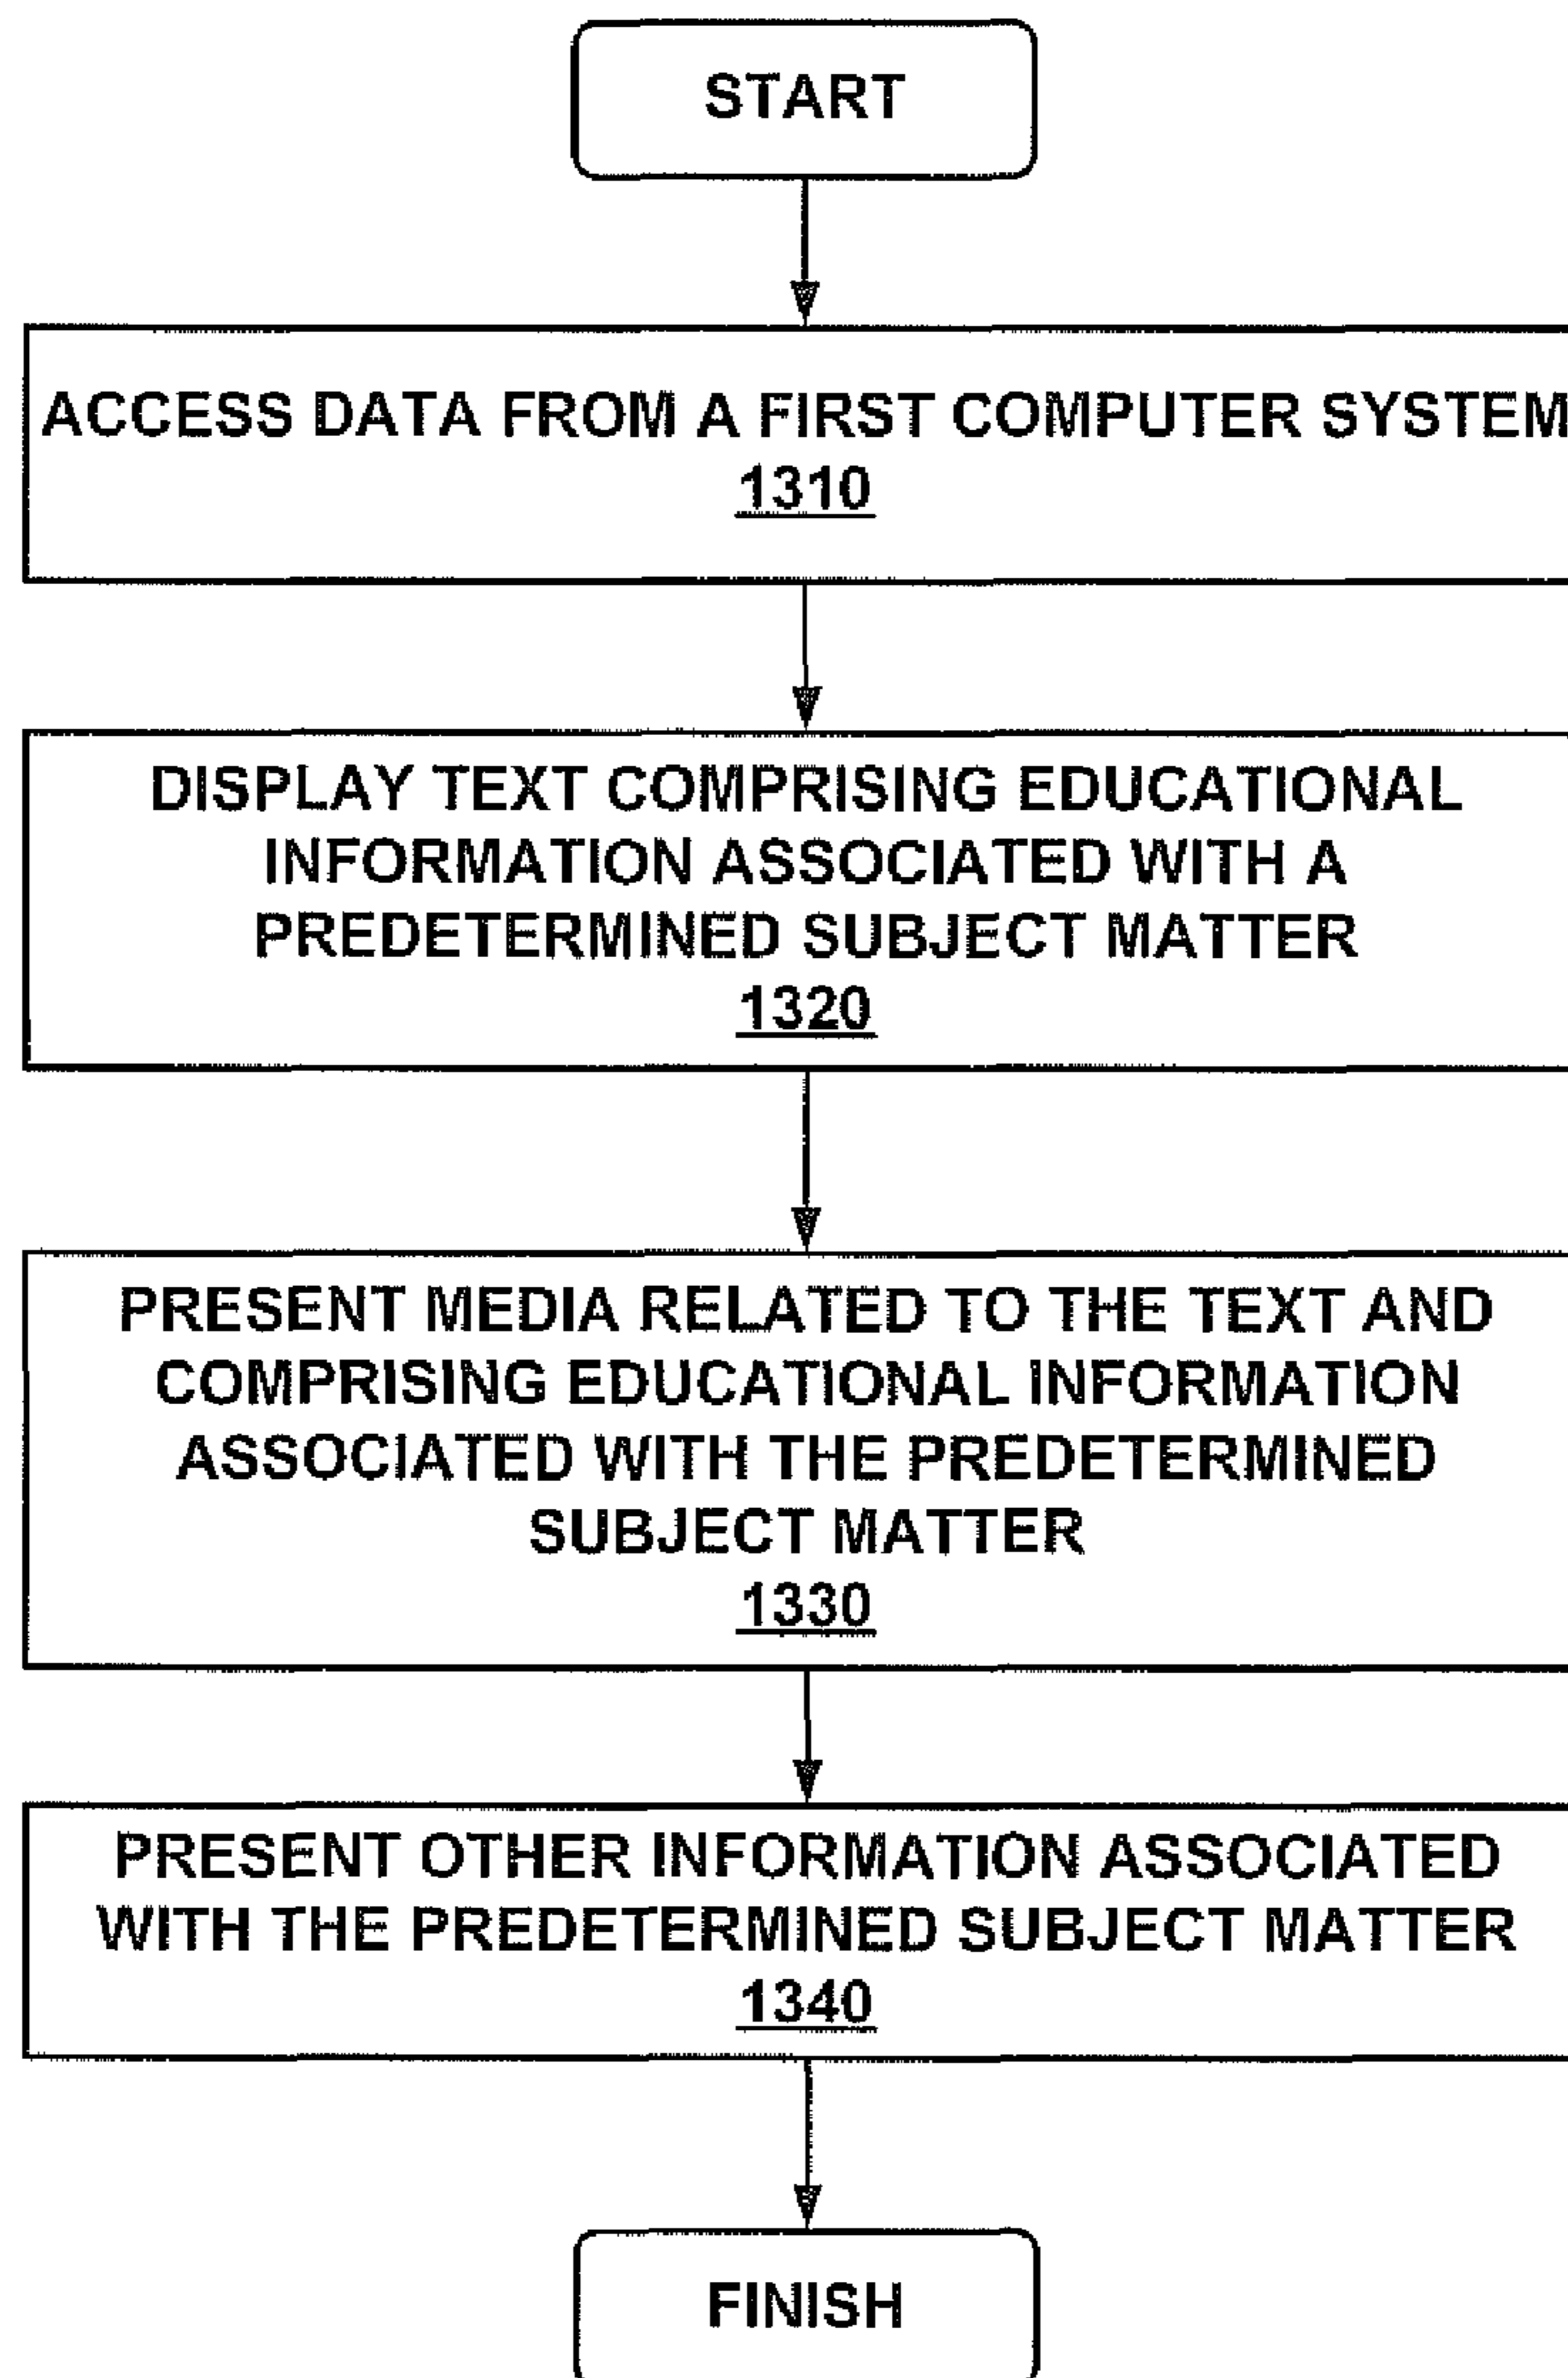 START
ACCESS DATA FROM A FIRST COMPUTER SYSTEM
1310
DISPLAY TEXT COMPRISING EDUCATIONAL
INFORMATION ASSOCIATED WITH A
PREDETERMINED SUBJECT MATTER
1320
PRESENT MEDIA RELATED TO THE TEXT AND
COMPRISING EDUCATIONAL INFORMATION
ASSOCIATED WITH THE PREDETERMINED
SUBJECT MATTER
1330
PRESENT OTHER INFORMATION ASSOCIATED
WITH THE PREDETERMINED SUBJECT MATTER
1340
FINISH